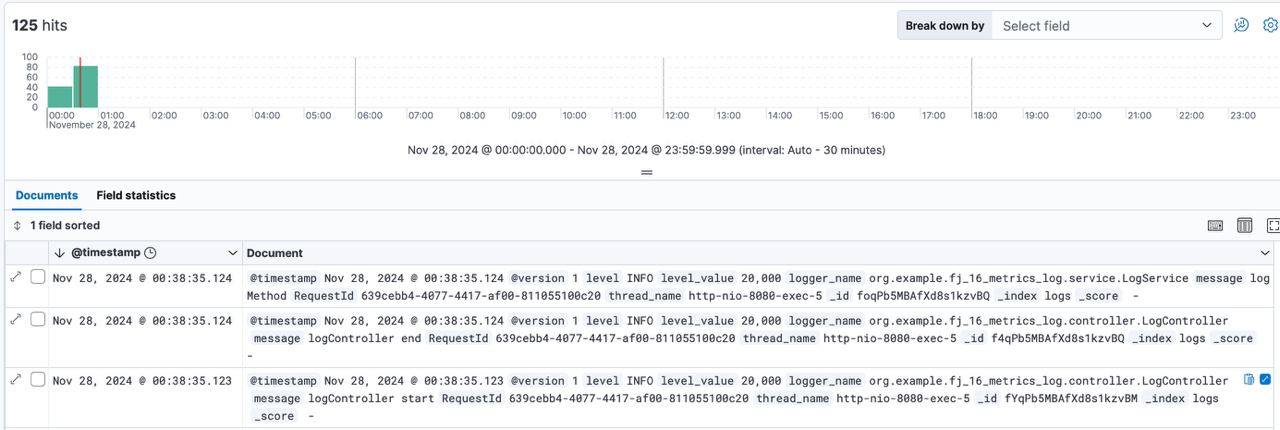 125 hits
Break down by Select field
100
80
60
40
20
0
00:00 01:00 02:00 03:00 04:00 05:00 06:00 07:00 08:00 09:00 10:00 11:00 12:00 13:00 14:00 15:00 16:00 17:00 18:00 19:00 20:00 21:00 22:00 23:00
November 28, 2024
Nov 28, 2024 @ 00:00:00.000 - Nov 28, 2024 @ 23:59:59.999 (interval: Auto - 30 minutes)
Documents Field statistics
1 field sorted
@timestamp Document
Nov 28, 2024 @ 00:38:35.124 @timestamp Nov 28, 2024 @ 00:38:35.124 @version 1 level INFO level_value 20,000 logger_name org.example.fj_16_metrics_log.service.LogService message log
Method RequestId 639cebb4-4077-4417-af00-811055100c20 thread_name http-nio-8080-exec-5 _id foqPb5MBAfXd8s1kzvBQ _index logs _score -
Nov 28, 2024 @ 00:38:35.124 @timestamp Nov 28, 2024 @ 00:38:35.124 @version 1 level INFO level_value 20,000 logger_name org.example.fj_16_metrics_log.controller.LogController
message logController end RequestId 639cebb4-4077-4417-af00-811055100c20 thread_name http-nio-8080-exec-5 _id f4qPb5MBAfXd8s1kzvBQ _index logs _score
-
Nov 28, 2024 @ 00:38:35.123 @timestamp Nov 28, 2024 @ 00:38:35.123 @version 1 level INFO level_value 20,000 logger_name org.example.fj_16_metrics_log.controller.LogController
message logController start RequestId 639cebb4-4077-4417-af00-811055100c20 thread_name http-nio-8080-exec-5 _id fYqPb5MBAfXd8s1kzvBM _index logs
_score -